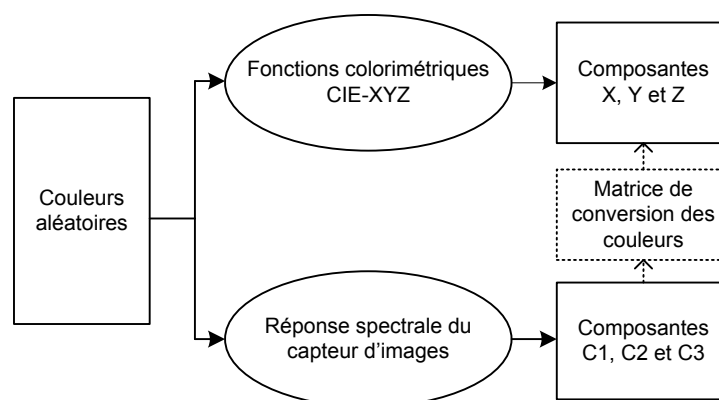 Fonctions colorimétriques
CIE-XYZ
Composantes
X, Y et Z
Couleurs
aléatoires
Matrice de
conversion des
couleurs
Réponse spectrale du
capteur d'images
Composantes
C1, C2 et C3